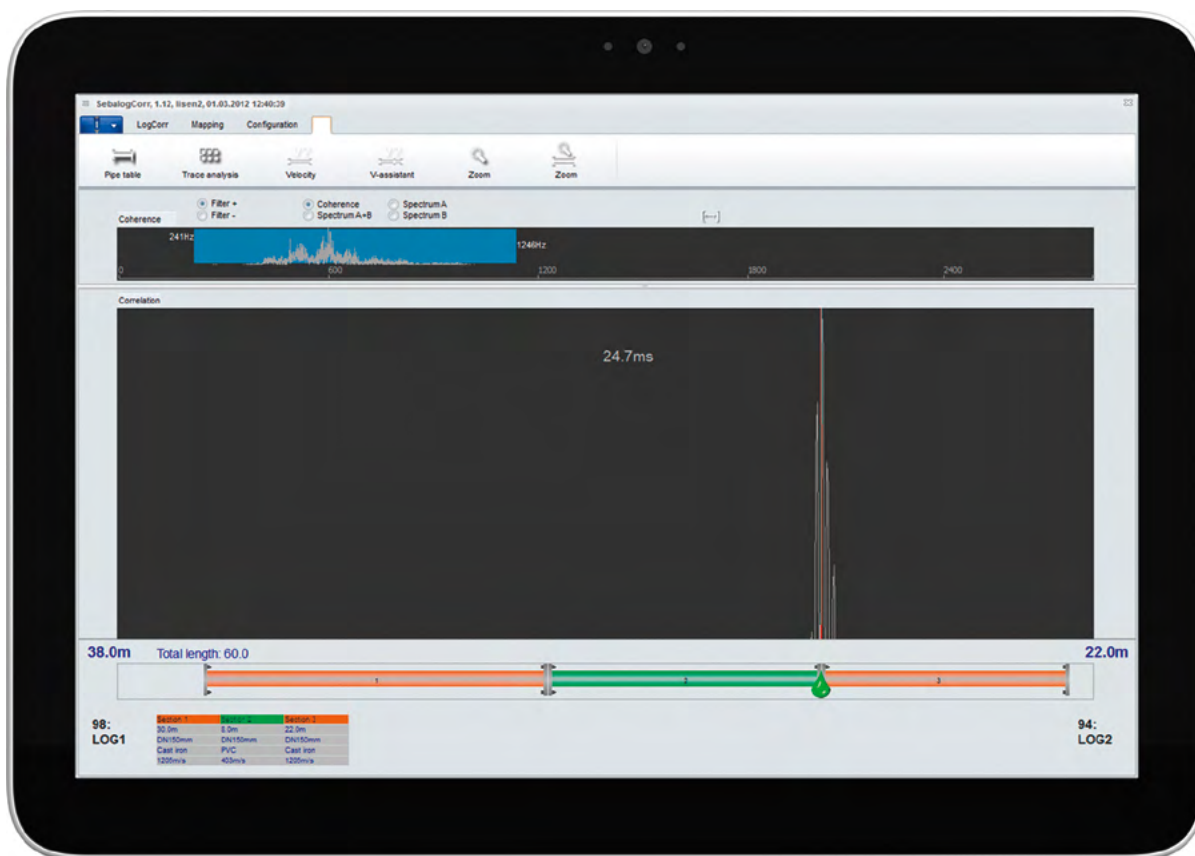 SebalogCorr, 1.12, lisen2, 01.03.2012 12:40:39
LogCorr Mapping Configuration
Pipe table Trace analysis Velocity V-assistant Zoom Zoom
Filter + Coherence Spectrum A
Filter - Spectrum A+B Spectrum B
Coherence
241Hz
1246Hz
0 600 1200 1800 2400
Correlation
24.7ms
38.0m Total length: 60.0 22.0m
1 2 3
98:
LOG1
Section 1 Section 2 Section 3
30.0m 8.0m 22.0m
DN150mm DN150mm DN150mm
Cast iron PVC Cast iron
1205m/s 403m/s 1205m/s
94:
LOG2